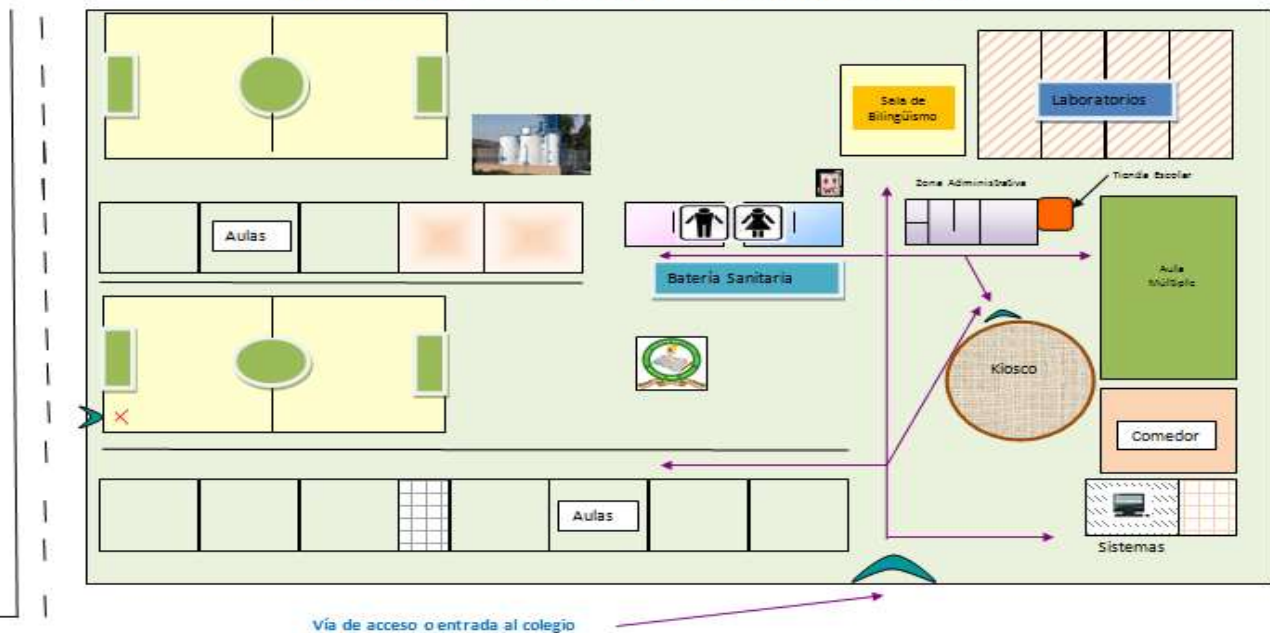 Sala de
Bilingüismo
Laboratorios
Tienda Escolar
Zona Administrativa
WC
Aulas
Batería Sanitaria
Aula
Múltiple
Kiosco
Comedor
Aulas
Sistemas
Vía de acceso o entrada al colegio